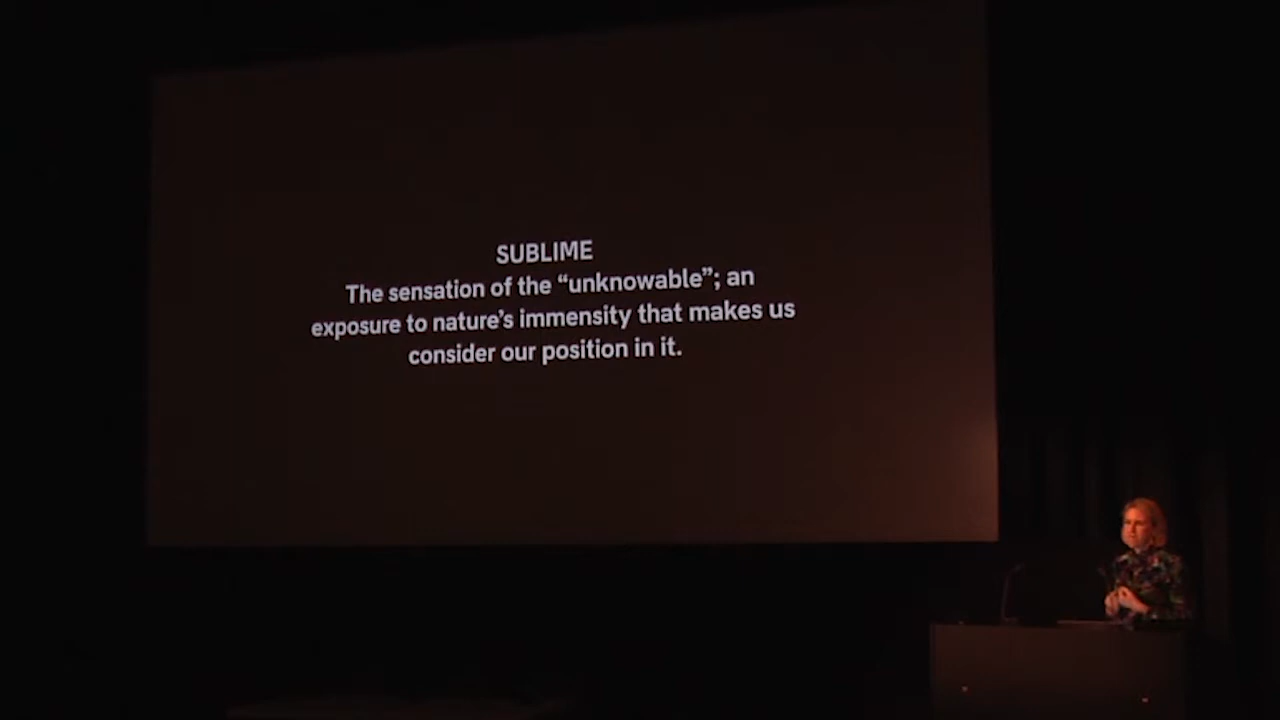 SUBLIME
The sensation of the “unknowable”; an
exposure to nature’s immensity that makes us
consider our position in it.